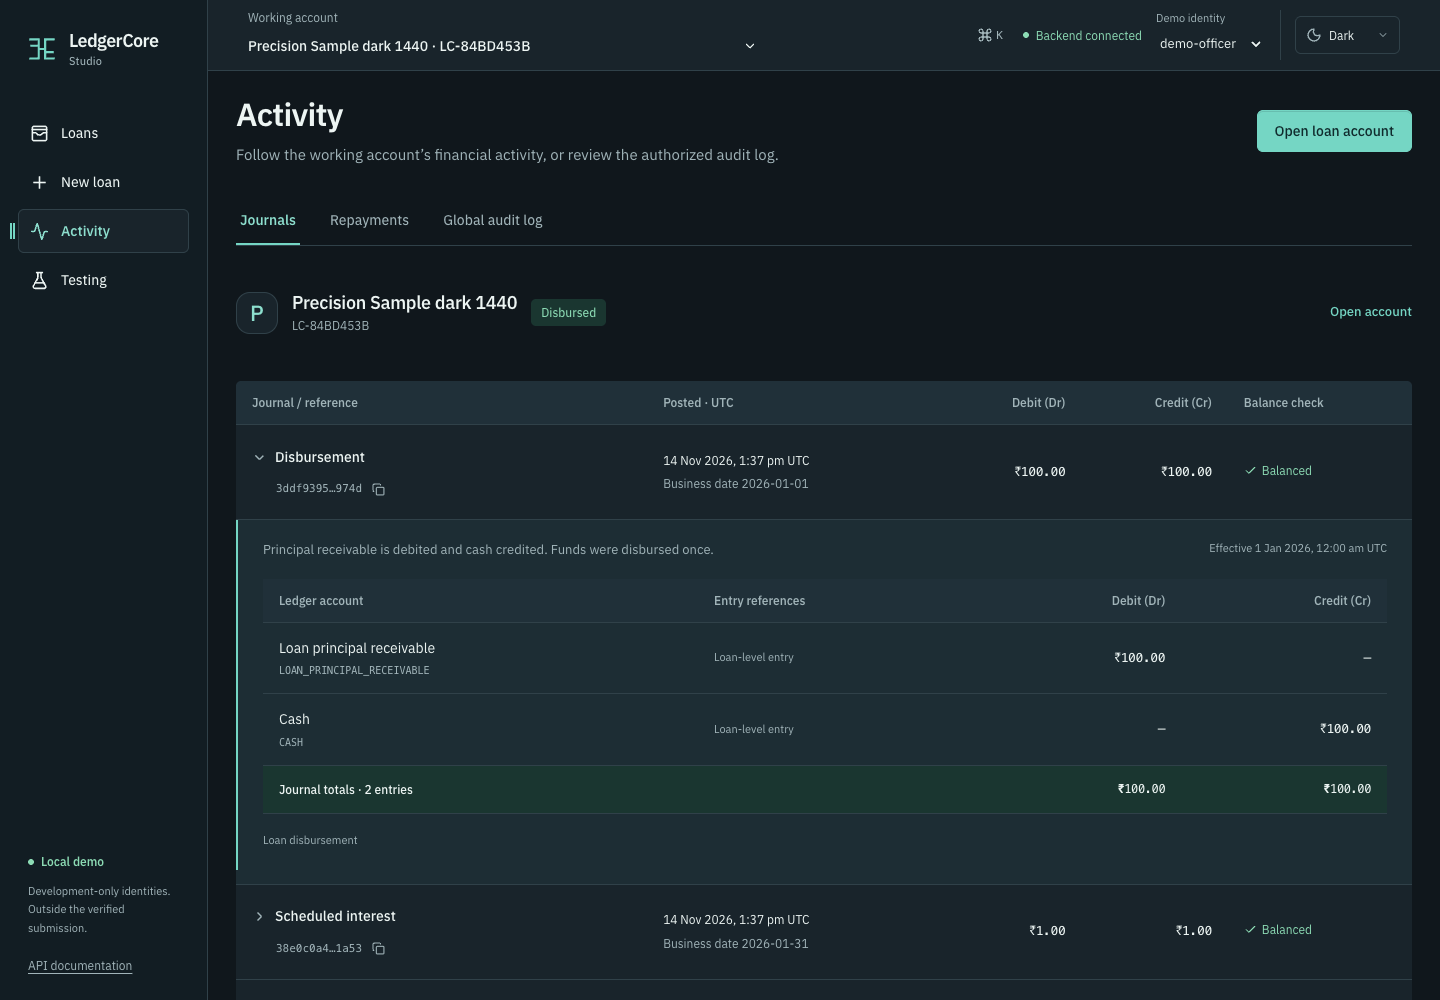 LedgerCore
Studio
Loans
New loan
Activity
Testing
Local demo
Development-only identities.
Outside the verified
submission.
API documentation
Working account
Precision Sample dark 1440 · LC-84BD453B
⌘ K
Backend connected
Demo identity
demo-officer
Dark
Activity
Follow the working account’s financial activity, or review the authorized audit log.
Open loan account
Journals Repayments Global audit log
P
Precision Sample dark 1440
LC-84BD453B
Disbursed
Open account
Journal / reference Posted · UTC Debit (Dr) Credit (Cr) Balance check
Disbursement
3ddf9395…974d
14 Nov 2026, 1:37 pm UTC
Business date 2026-01-01
₹100.00 ₹100.00 Balanced
Principal receivable is debited and cash credited. Funds were disbursed once.
Effective 1 Jan 2026, 12:00 am UTC
Ledger account Entry references Debit (Dr) Credit (Cr)
Loan principal receivable
LOAN_PRINCIPAL_RECEIVABLE
Loan-level entry ₹100.00 —
Cash
CASH
Loan-level entry — ₹100.00
Journal totals · 2 entries ₹100.00 ₹100.00
Loan disbursement
Scheduled interest
38e0c0a4…1a53
14 Nov 2026, 1:37 pm UTC
Business date 2026-01-31
₹1.00 ₹1.00 Balanced